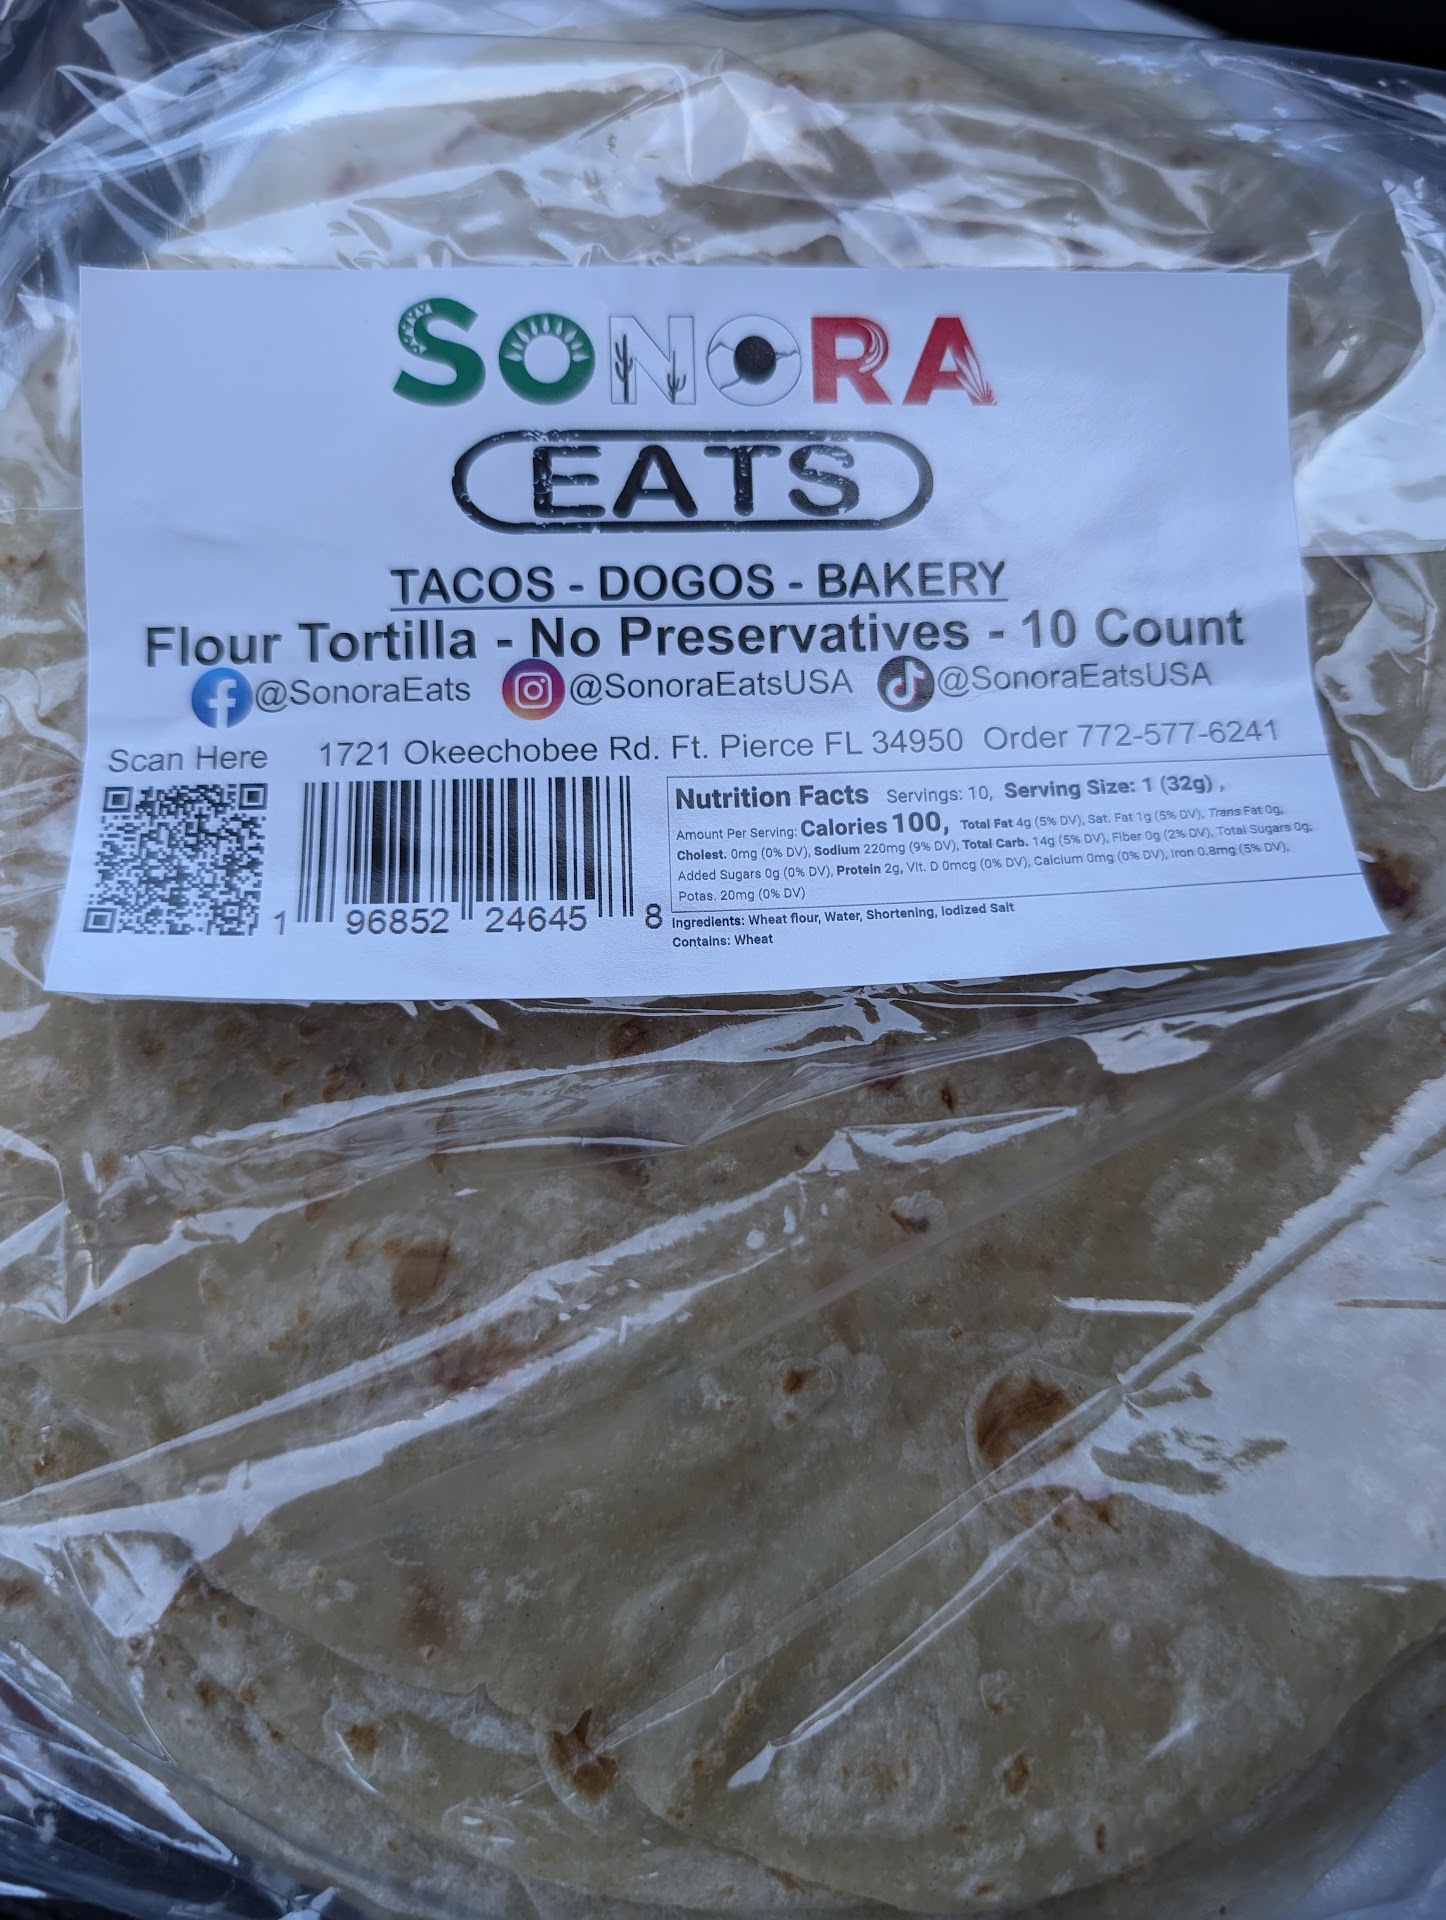 SONORA
EATS
TACOS - DOGOS - BAKERY
Flour Tortilla - No Preservatives - 10 Count
@SonoraEats @SonoraEatsUSA @SonoraEatsUSA
Scan Here 1721 Okeechobee Rd. Ft. Pierce FL 34950 Order 772-577-6241
1 96852 24645 8
Nutrition Facts Servings: 10, Serving Size: 1 (32g) ,
Amount Per Serving: Calories 100, Total Fat 4g (5% DV), Sat. Fat 1g (5% DV), Trans Fat 0g,
Cholest. 0mg (0% DV), Sodium 220mg (9% DV), Total Carb. 14g (5% DV), Fiber 0g (2% DV), Total Sugars 0g,
Added Sugars 0g (0% DV), Protein 2g, Vit. D 0mcg (0% DV), Calcium 0mg (0% DV), Iron 0.8mg (5% DV),
Potas. 20mg (0% DV)
Ingredients: Wheat flour, Water, Shortening, Iodized Salt
Contains: Wheat